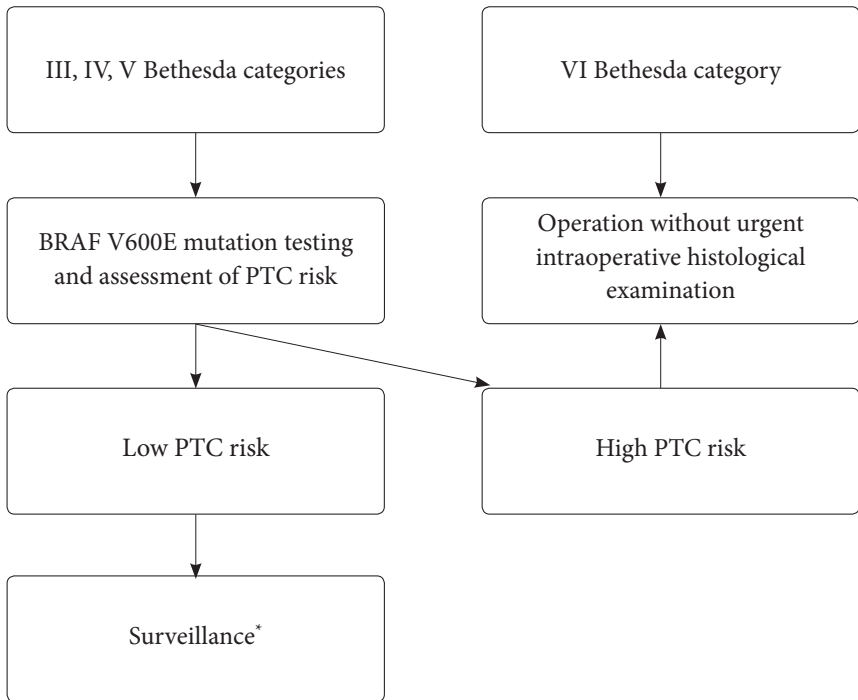 III, IV, V Bethesda categories
VI Bethesda category
BRAF V600E mutation testing
and assessment of PTC risk
Operation without urgent
intraoperative histological
examination
Low PTC risk
High PTC risk
Surveillance*